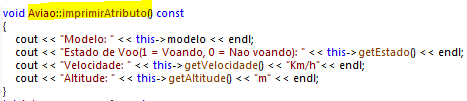 void Aviao::imprimirAtributo() const
{
cout << "Modelo: " << this->modelo << endl;
cout << "Estado de Voo(1 = Voando, 0 = Nao voando): " << this->getEstado() << endl;
cout << "Velocidade: " << this->getVelocidade() << "Km/h"<< endl;
cout << "Altitude: " << this->getAltitude() << "m" << endl;
}